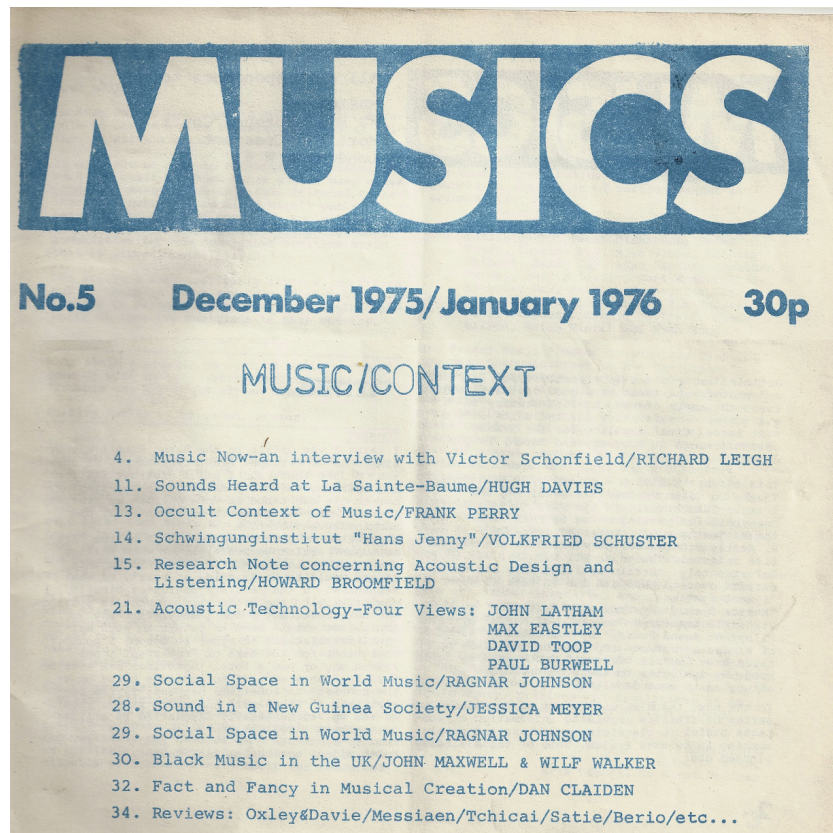 MUSICS
No.5 December 1975/January 1976 30p
MUSIC/CONTEXT
4. Music Now-an interview with Victor Schonfield/RICHARD LEIGH
11. Sounds Heard at La Sainte-Baume/HUGH DAVIES
13. Occult Context of Music/FRANK PERRY
14. Schwingunginstitut "Hans Jenny"/VOLKFRIED SCHUSTER
15. Research Note concerning Acoustic Design and
Listening/HOWARD BROOMFIELD
21. Acoustic Technology-Four Views: JOHN LATHAM
MAX EASTLEY
DAVID TOOP
PAUL BURWELL
29. Social Space in World Music/RAGNAR JOHNSON
28. Sound in a New Guinea Society/JESSICA MEYER
29. Social Space in World Music/RAGNAR JOHNSON
30. Black Music in the UK/JOHN MAXWELL & WILF WALKER
32. Fact and Fancy in Musical Creation/DAN CLAIDEN
34. Reviews: Oxley&Davie/Messiaen/Tchicai/Satie/Berio/etc...